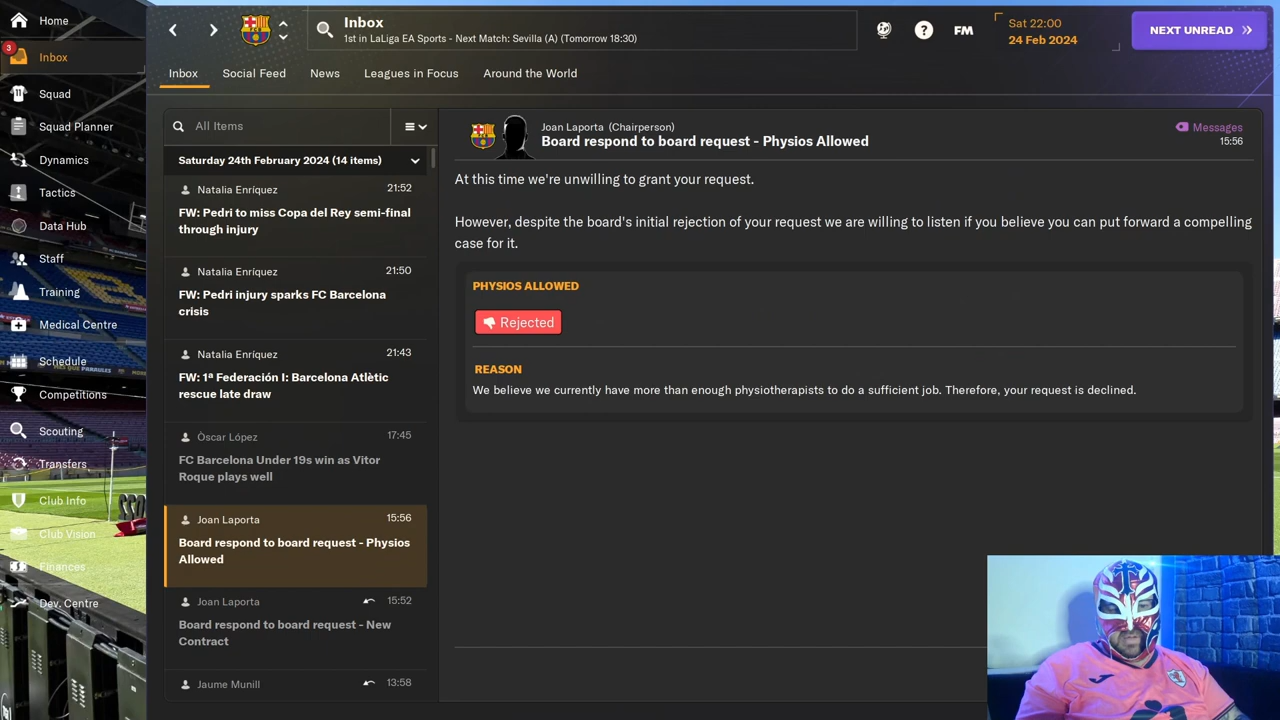 Home
3
Inbox
Squad
Squad Planner
Dynamics
Tactics
Data Hub
Staff
Training
Medical Centre
Schedule
Competitions
Scouting
Transfers
Club Info
Club Vision
Finances
Dev. Centre
Inbox
1st in LaLiga EA Sports - Next Match: Sevilla (A) (Tomorrow 18:30)
?
FM
Sat 22:00
24 Feb 2024
NEXT UNREAD
Inbox
Social Feed
News
Leagues in Focus
Around the World
All Items
Saturday 24th February 2024 (14 items)
Natalia Enríquez 21:52
FW: Pedri to miss Copa del Rey semi-final
through injury
Natalia Enríquez 21:50
FW: Pedri injury sparks FC Barcelona
crisis
Natalia Enríquez 21:43
FW: 1ª Federación I: Barcelona Atlètic
rescue late draw
Òscar López 17:45
FC Barcelona Under 19s win as Vitor
Roque plays well
Joan Laporta 15:56
Board respond to board request - Physios
Allowed
Joan Laporta 15:52
Board respond to board request - New
Contract
Jaume Munill 13:58
Joan Laporta (Chairperson)
Board respond to board request - Physios Allowed
Messages
15:56
At this time we're unwilling to grant your request.
However, despite the board's initial rejection of your request we are willing to listen if you believe you can put forward a compelling
case for it.
PHYSIOS ALLOWED
Rejected
REASON
We believe we currently have more than enough physiotherapists to do a sufficient job. Therefore, your request is declined.